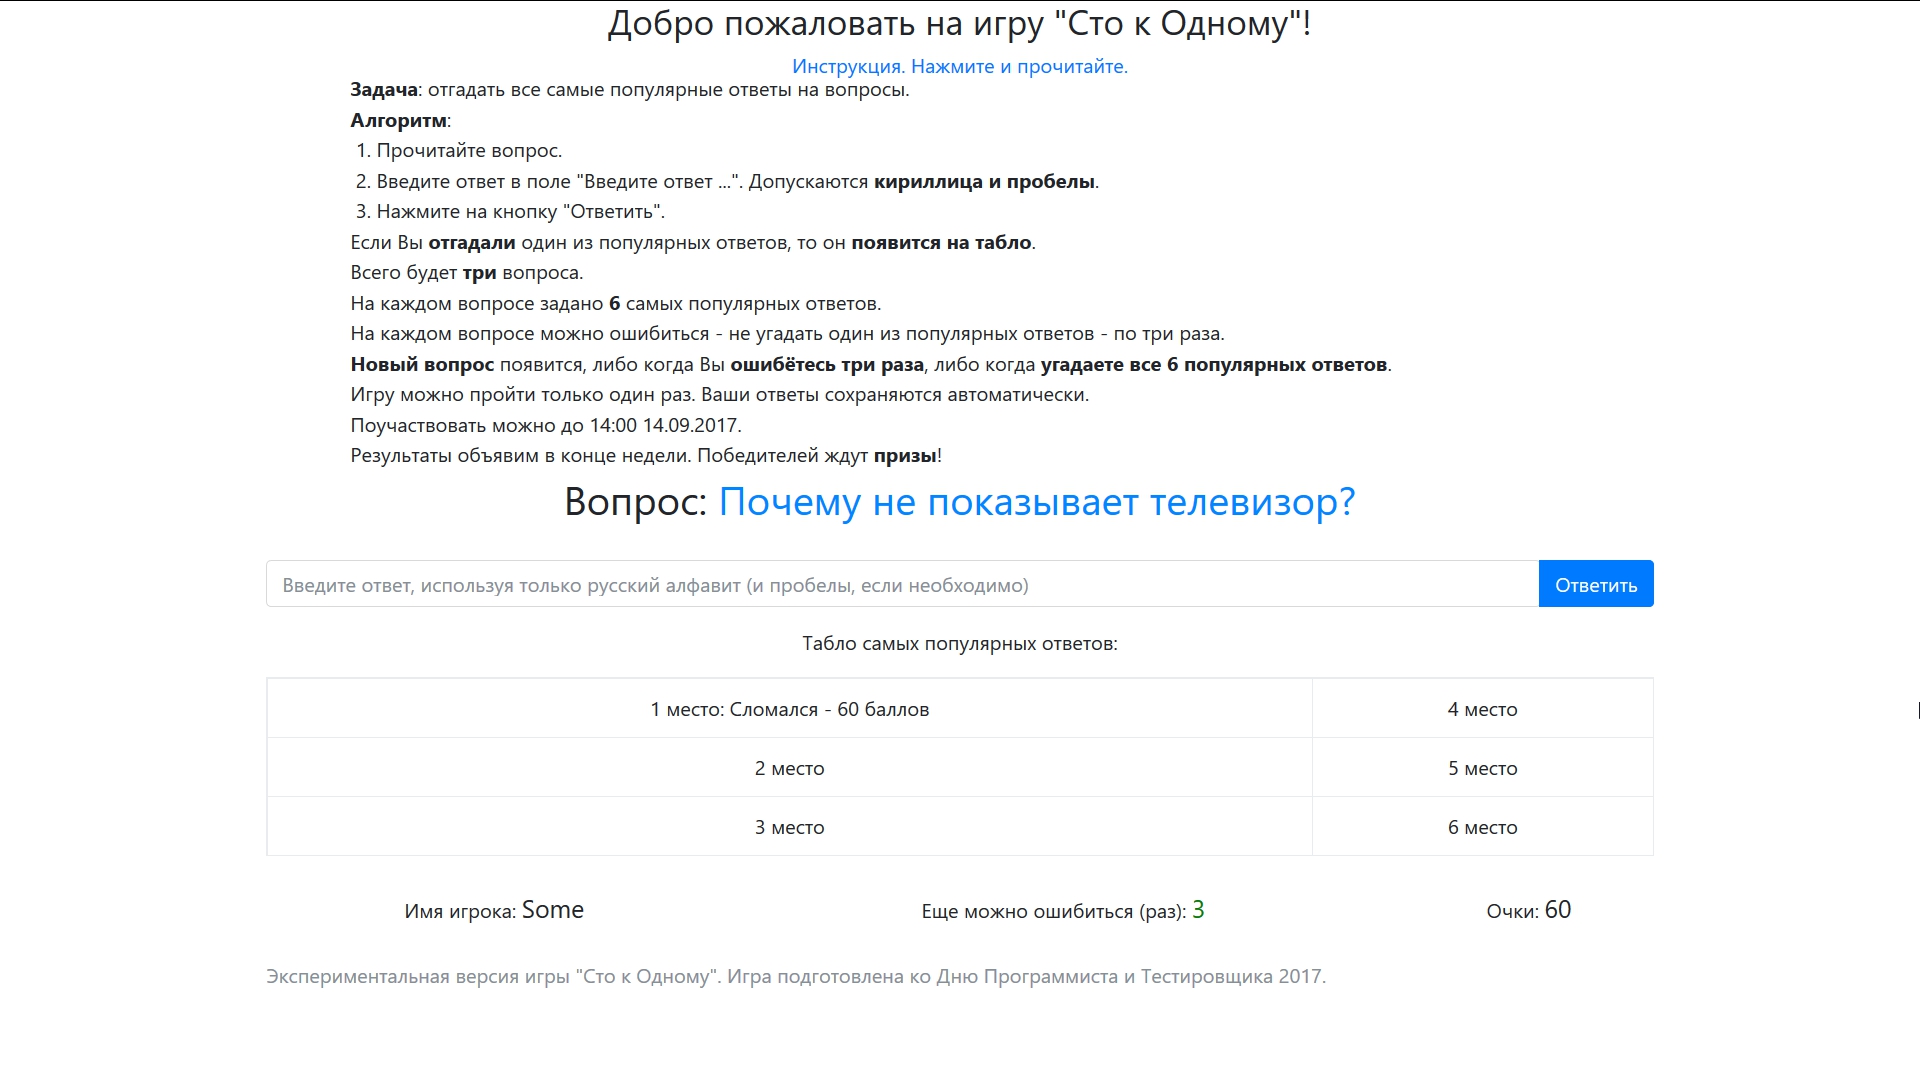 Добро пожаловать на игру "Сто к Одному"!
Инструкция. Нажмите и прочитайте.
Задача: отгадать все самые популярные ответы на вопросы.
Алгоритм:
1. Прочитайте вопрос.
2. Введите ответ в поле "Введите ответ ...". Допускаются кириллица и пробелы.
3. Нажмите на кнопку "Ответить".
Если Вы отгадали один из популярных ответов, то он появится на табло.
Всего будет три вопроса.
На каждом вопросе задано 6 самых популярных ответов.
На каждом вопросе можно ошибиться - не угадать один из популярных ответов - по три раза.
Новый вопрос появится, либо когда Вы ошибётесь три раза, либо когда угадаете все 6 популярных ответов.
Игру можно пройти только один раз. Ваши ответы сохраняются автоматически.
Поучаствовать можно до 14:00 14.09.2017.
Результаты объявим в конце недели. Победителей ждут призы!
Вопрос: Почему не показывает телевизор?
Введите ответ, используя только русский алфавит (и пробелы, если необходимо) Ответить
Табло самых популярных ответов:
1 место: Сломался - 60 баллов 4 место
2 место 5 место
3 место 6 место
Имя игрока: Some Еще можно ошибиться (раз): 3 Очки: 60
Экспериментальная версия игры "Сто к Одному". Игра подготовлена ко Дню Программиста и Тестировщика 2017.